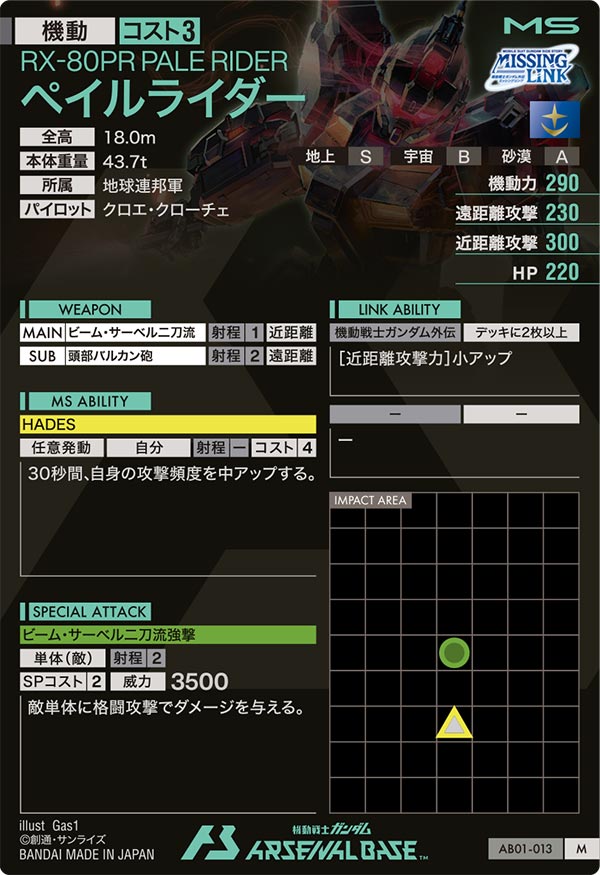 機動 コスト3 MS
RX-80PR PALE RIDER
ペイルライダー
MISSING LINK
全高 18.0m
本体重量 43.7t
所属 地球連邦軍
パイロット クロエ・クローチェ
地上 S 宇宙 B 砂漠 A
機動力 290
遠距離攻撃 230
近距離攻撃 300
HP 220
WEAPON
MAIN ビーム・サーベル二刀流 射程 1 近距離
SUB 頭部バルカン砲 射程 2 遠距離
MS ABILITY
HADES
任意発動 自分 射程 ー コスト 4
30秒間、自身の攻撃頻度を中アップする。
SPECIAL ATTACK
ビーム・サーベル二刀流強撃
単体(敵) 射程 2
SPコスト 2 威力 3500
敵単体に格闘攻撃でダメージを与える。
LINK ABILITY
機動戦士ガンダム外伝 デッキに2枚以上
[近距離攻撃力]小アップ
ー ー
ー
IMPACT AREA
illust Gas1
©創通・サンライズ
BANDAI MADE IN JAPAN
機動戦士ガンダム
ARSENAL BASE™
AB01-013 M